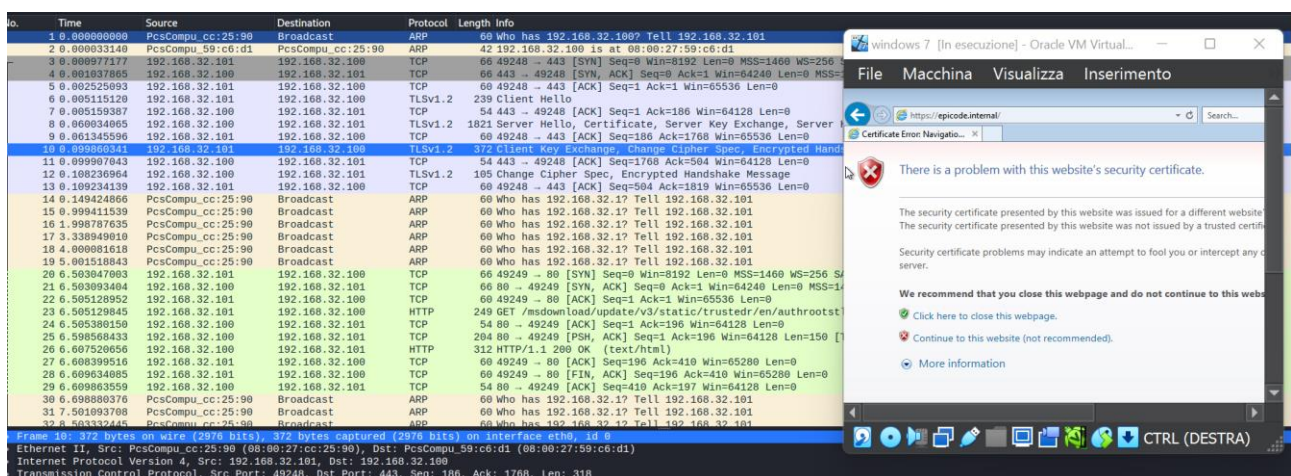 No. Time Source Destination Protocol Length Info
1 0.000000000 PcsCompu_cc:25:90 Broadcast ARP 60 Who has 192.168.32.100? Tell 192.168.32.101
2 0.000033140 PcsCompu_59:c6:d1 PcsCompu_cc:25:90 ARP 42 192.168.32.100 is at 08:00:27:59:c6:d1
3 0.000977177 192.168.32.101 192.168.32.100 TCP 66 49248 → 443 [SYN] Seq=0 Win=8192 Len=0 MSS=1460 WS=256
4 0.001037865 192.168.32.100 192.168.32.101 TCP 66 443 → 49248 [SYN, ACK] Seq=0 Ack=1 Win=64240 Len=0
5 0.002525093 192.168.32.101 192.168.32.100 TCP 60 49248 → 443 [ACK] Seq=1 Ack=1 Win=65536 Len=0
6 0.005115120 192.168.32.101 192.168.32.100 TLSv1.2 239 Client Hello
7 0.005159387 192.168.32.100 192.168.32.101 TCP 54 443 → 49248 [ACK] Seq=1 Ack=186 Win=64128 Len=0
8 0.060034065 192.168.32.100 192.168.32.101 TLSv1.2 1821 Server Hello, Certificate, Server Key Exchange, Server
9 0.061345596 192.168.32.101 192.168.32.100 TCP 60 49248 → 443 [ACK] Seq=186 Ack=1768 Win=65536 Len=0
10 0.099860341 192.168.32.101 192.168.32.100 TLSv1.2 372 Client Key Exchange, Change Cipher Spec, Encrypted Hands
11 0.099907043 192.168.32.100 192.168.32.101 TCP 54 443 → 49248 [ACK] Seq=1768 Ack=504 Win=64128 Len=0
12 0.108236964 192.168.32.100 192.168.32.101 TLSv1.2 105 Change Cipher Spec, Encrypted Handshake Message
13 0.109234139 192.168.32.101 192.168.32.100 TCP 60 49248 → 443 [ACK] Seq=504 Ack=1819 Win=65536 Len=0
14 0.149424866 PcsCompu_cc:25:90 Broadcast ARP 60 Who has 192.168.32.1? Tell 192.168.32.101
15 0.999411539 PcsCompu_cc:25:90 Broadcast ARP 60 Who has 192.168.32.1? Tell 192.168.32.101
16 1.998787635 PcsCompu_cc:25:90 Broadcast ARP 60 Who has 192.168.32.1? Tell 192.168.32.101
17 3.338949010 PcsCompu_cc:25:90 Broadcast ARP 60 Who has 192.168.32.1? Tell 192.168.32.101
18 4.000081618 PcsCompu_cc:25:90 Broadcast ARP 60 Who has 192.168.32.1? Tell 192.168.32.101
19 5.001518843 PcsCompu_cc:25:90 Broadcast ARP 60 Who has 192.168.32.1? Tell 192.168.32.101
20 6.503047003 192.168.32.101 192.168.32.100 TCP 66 49249 → 80 [SYN] Seq=0 Win=8192 Len=0 MSS=1460 WS=256
21 6.503093404 192.168.32.100 192.168.32.101 TCP 66 80 → 49249 [SYN, ACK] Seq=0 Ack=1 Win=64240 Len=0
22 6.505128952 192.168.32.101 192.168.32.100 TCP 60 49249 → 80 [ACK] Seq=1 Ack=1 Win=65536 Len=0
23 6.505129845 192.168.32.101 192.168.32.100 HTTP 249 GET /msdownload/update/v3/static/trustedr/en/authrootst
24 6.505380150 192.168.32.100 192.168.32.101 TCP 54 80 → 49249 [ACK] Seq=1 Ack=196 Win=64128 Len=0
25 6.598568433 192.168.32.100 192.168.32.101 TCP 204 80 → 49249 [PSH, ACK] Seq=1 Ack=196 Win=64128 Len=150
26 6.607520656 192.168.32.100 192.168.32.101 HTTP 312 HTTP/1.1 200 OK (text/html)
27 6.608399516 192.168.32.101 192.168.32.100 TCP 60 49249 → 80 [ACK] Seq=196 Ack=410 Win=65280 Len=0
28 6.609634085 192.168.32.101 192.168.32.100 TCP 60 49249 → 80 [FIN, ACK] Seq=196 Ack=410 Win=65280 Len=0
29 6.609863559 192.168.32.100 192.168.32.101 TCP 54 80 → 49249 [ACK] Seq=410 Ack=197 Win=64128 Len=0
30 6.698880376 PcsCompu_cc:25:90 Broadcast ARP 60 Who has 192.168.32.1? Tell 192.168.32.101
31 7.501093708 PcsCompu_cc:25:90 Broadcast ARP 60 Who has 192.168.32.1? Tell 192.168.32.101
32 8.503332445 PcsCompu_cc:25:90 Broadcast ARP 60 Who has 192.168.32.1? Tell 192.168.32.101
Frame 10: 372 bytes on wire (2976 bits), 372 bytes captured (2976 bits) on interface eth0, id 0
Ethernet II, Src: PcsCompu_cc:25:90 (08:00:27:cc:25:90), Dst: PcsCompu_59:c6:d1 (08:00:27:59:c6:d1)
Internet Protocol Version 4, Src: 192.168.32.101, Dst: 192.168.32.100
Transmission Control Protocol, Src Port: 49248, Dst Port: 443, Seq: 186, Ack: 1768, Len: 318
windows 7 [In esecuzione] - Oracle VM Virtual...
File Macchina Visualizza Inserimento
https://epicode.internal/ Search...
Certificate Error: Navigatio...
There is a problem with this website's security certificate.
The security certificate presented by this website was issued for a different website'
The security certificate presented by this website was not issued by a trusted certifi
Security certificate problems may indicate an attempt to fool you or intercept any
server.
We recommend that you close this webpage and do not continue to this webs
Click here to close this webpage.
Continue to this website (not recommended).
More information
CTRL (DESTRA)